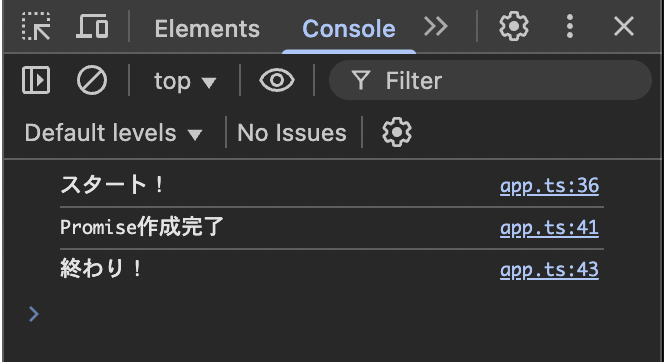 Elements Console
top Filter
Default levels No Issues
スタート！ app.ts:36
Promise作成完了 app.ts:41
終わり！ app.ts:43